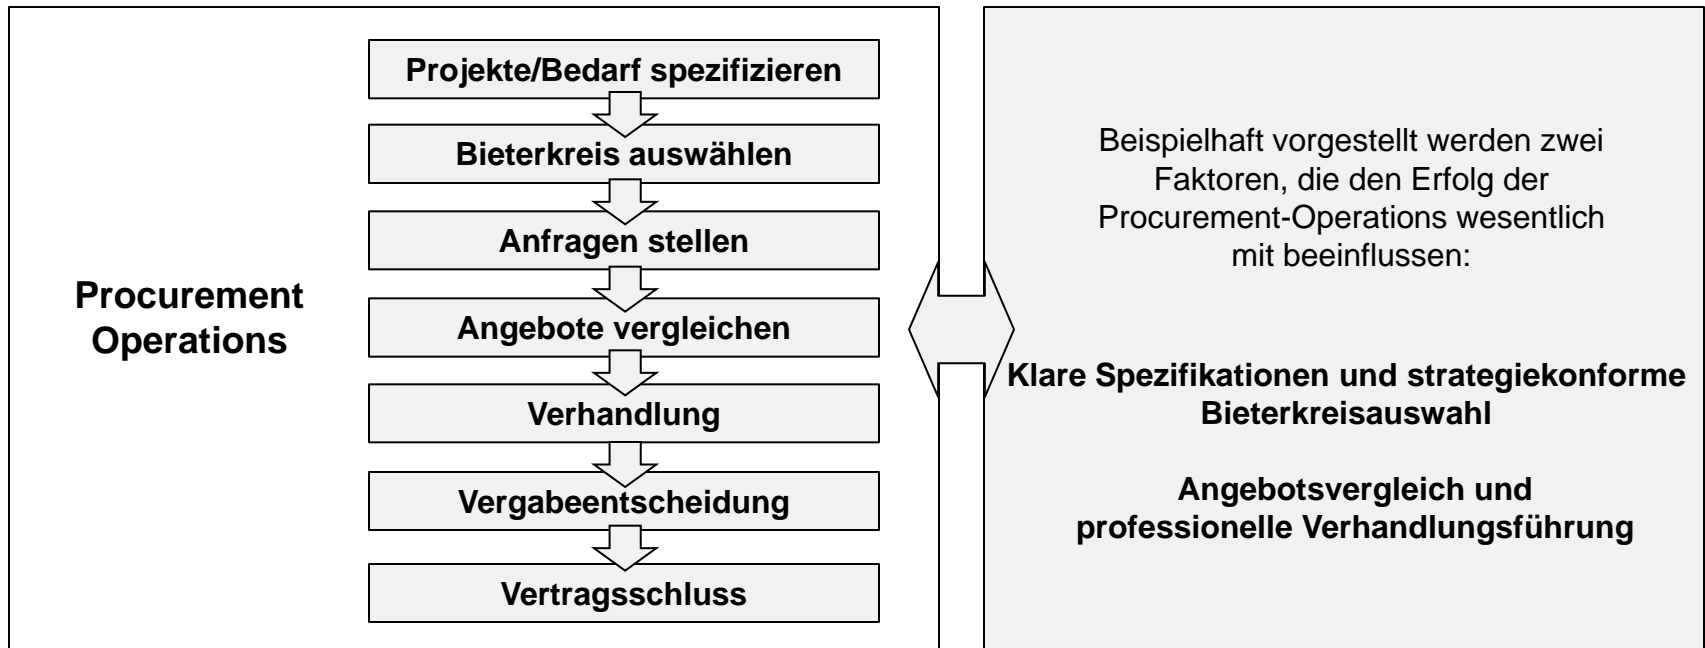 Procurement
Operations
Projekte/Bedarf spezifizieren
Bieterkreis auswählen
Anfragen stellen
Angebote vergleichen
Verhandlung
Vergabeentscheidung
Vertragsschluss
Beispielhaft vorgestellt werden zwei
Faktoren, die den Erfolg der
Procurement-Operations wesentlich
mit beeinflussen:
Klare Spezifikationen und strategiekonforme
Bieterkreisauswahl
Angebotsvergleich und
professionelle Verhandlungsführung